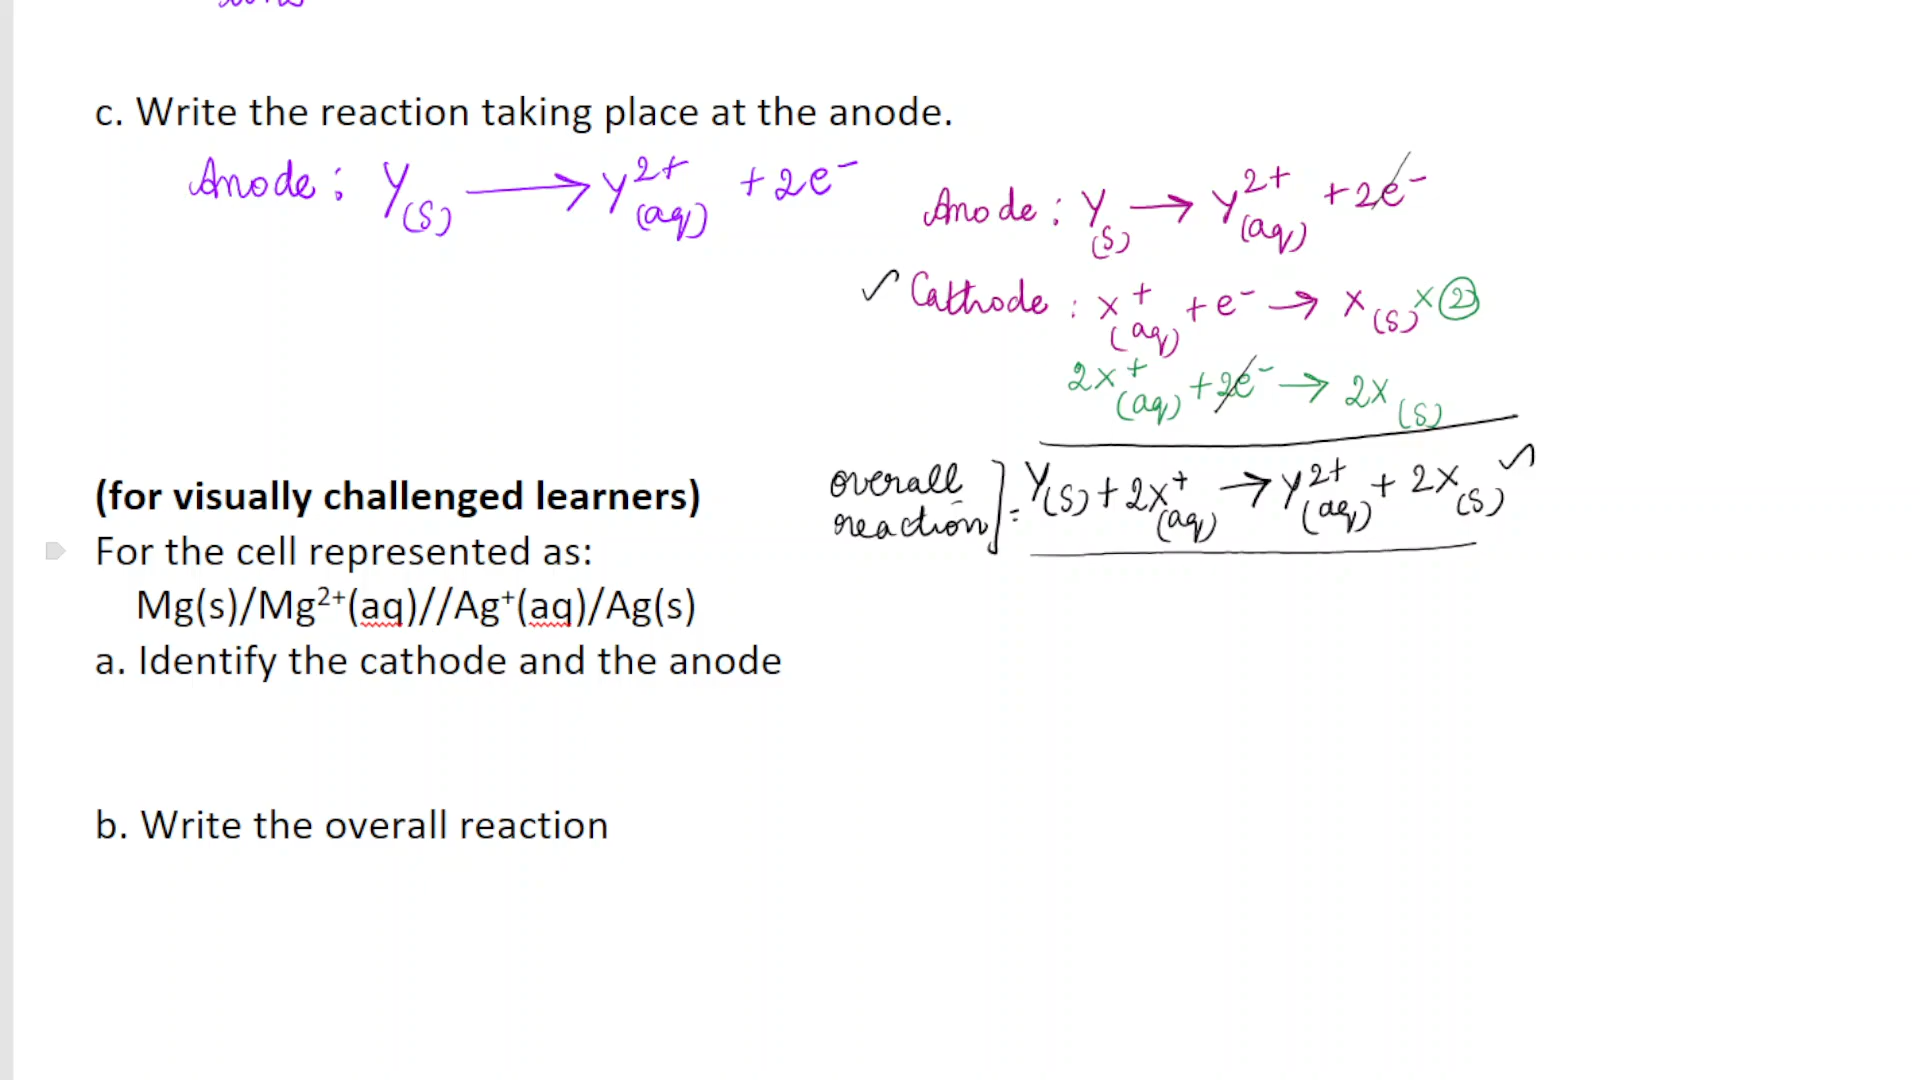 c. Write the reaction taking place at the anode.
Anode : Y(s) ⟶ Y²⁺(aq) + 2e⁻
Anode : Y(s) → Y²⁺(aq) + 2e⁻
✓ Cathode : X⁺(aq) + e⁻ → X(s) × 2
2X⁺(aq) + 2e⁻ → 2X(s)
overall reaction ] = Y(s) + 2X⁺(aq) → Y²⁺(aq) + 2X(s) ✓
(for visually challenged learners)
For the cell represented as:
Mg(s)/Mg²⁺(aq)//Ag⁺(aq)/Ag(s)
a. Identify the cathode and the anode
b. Write the overall reaction